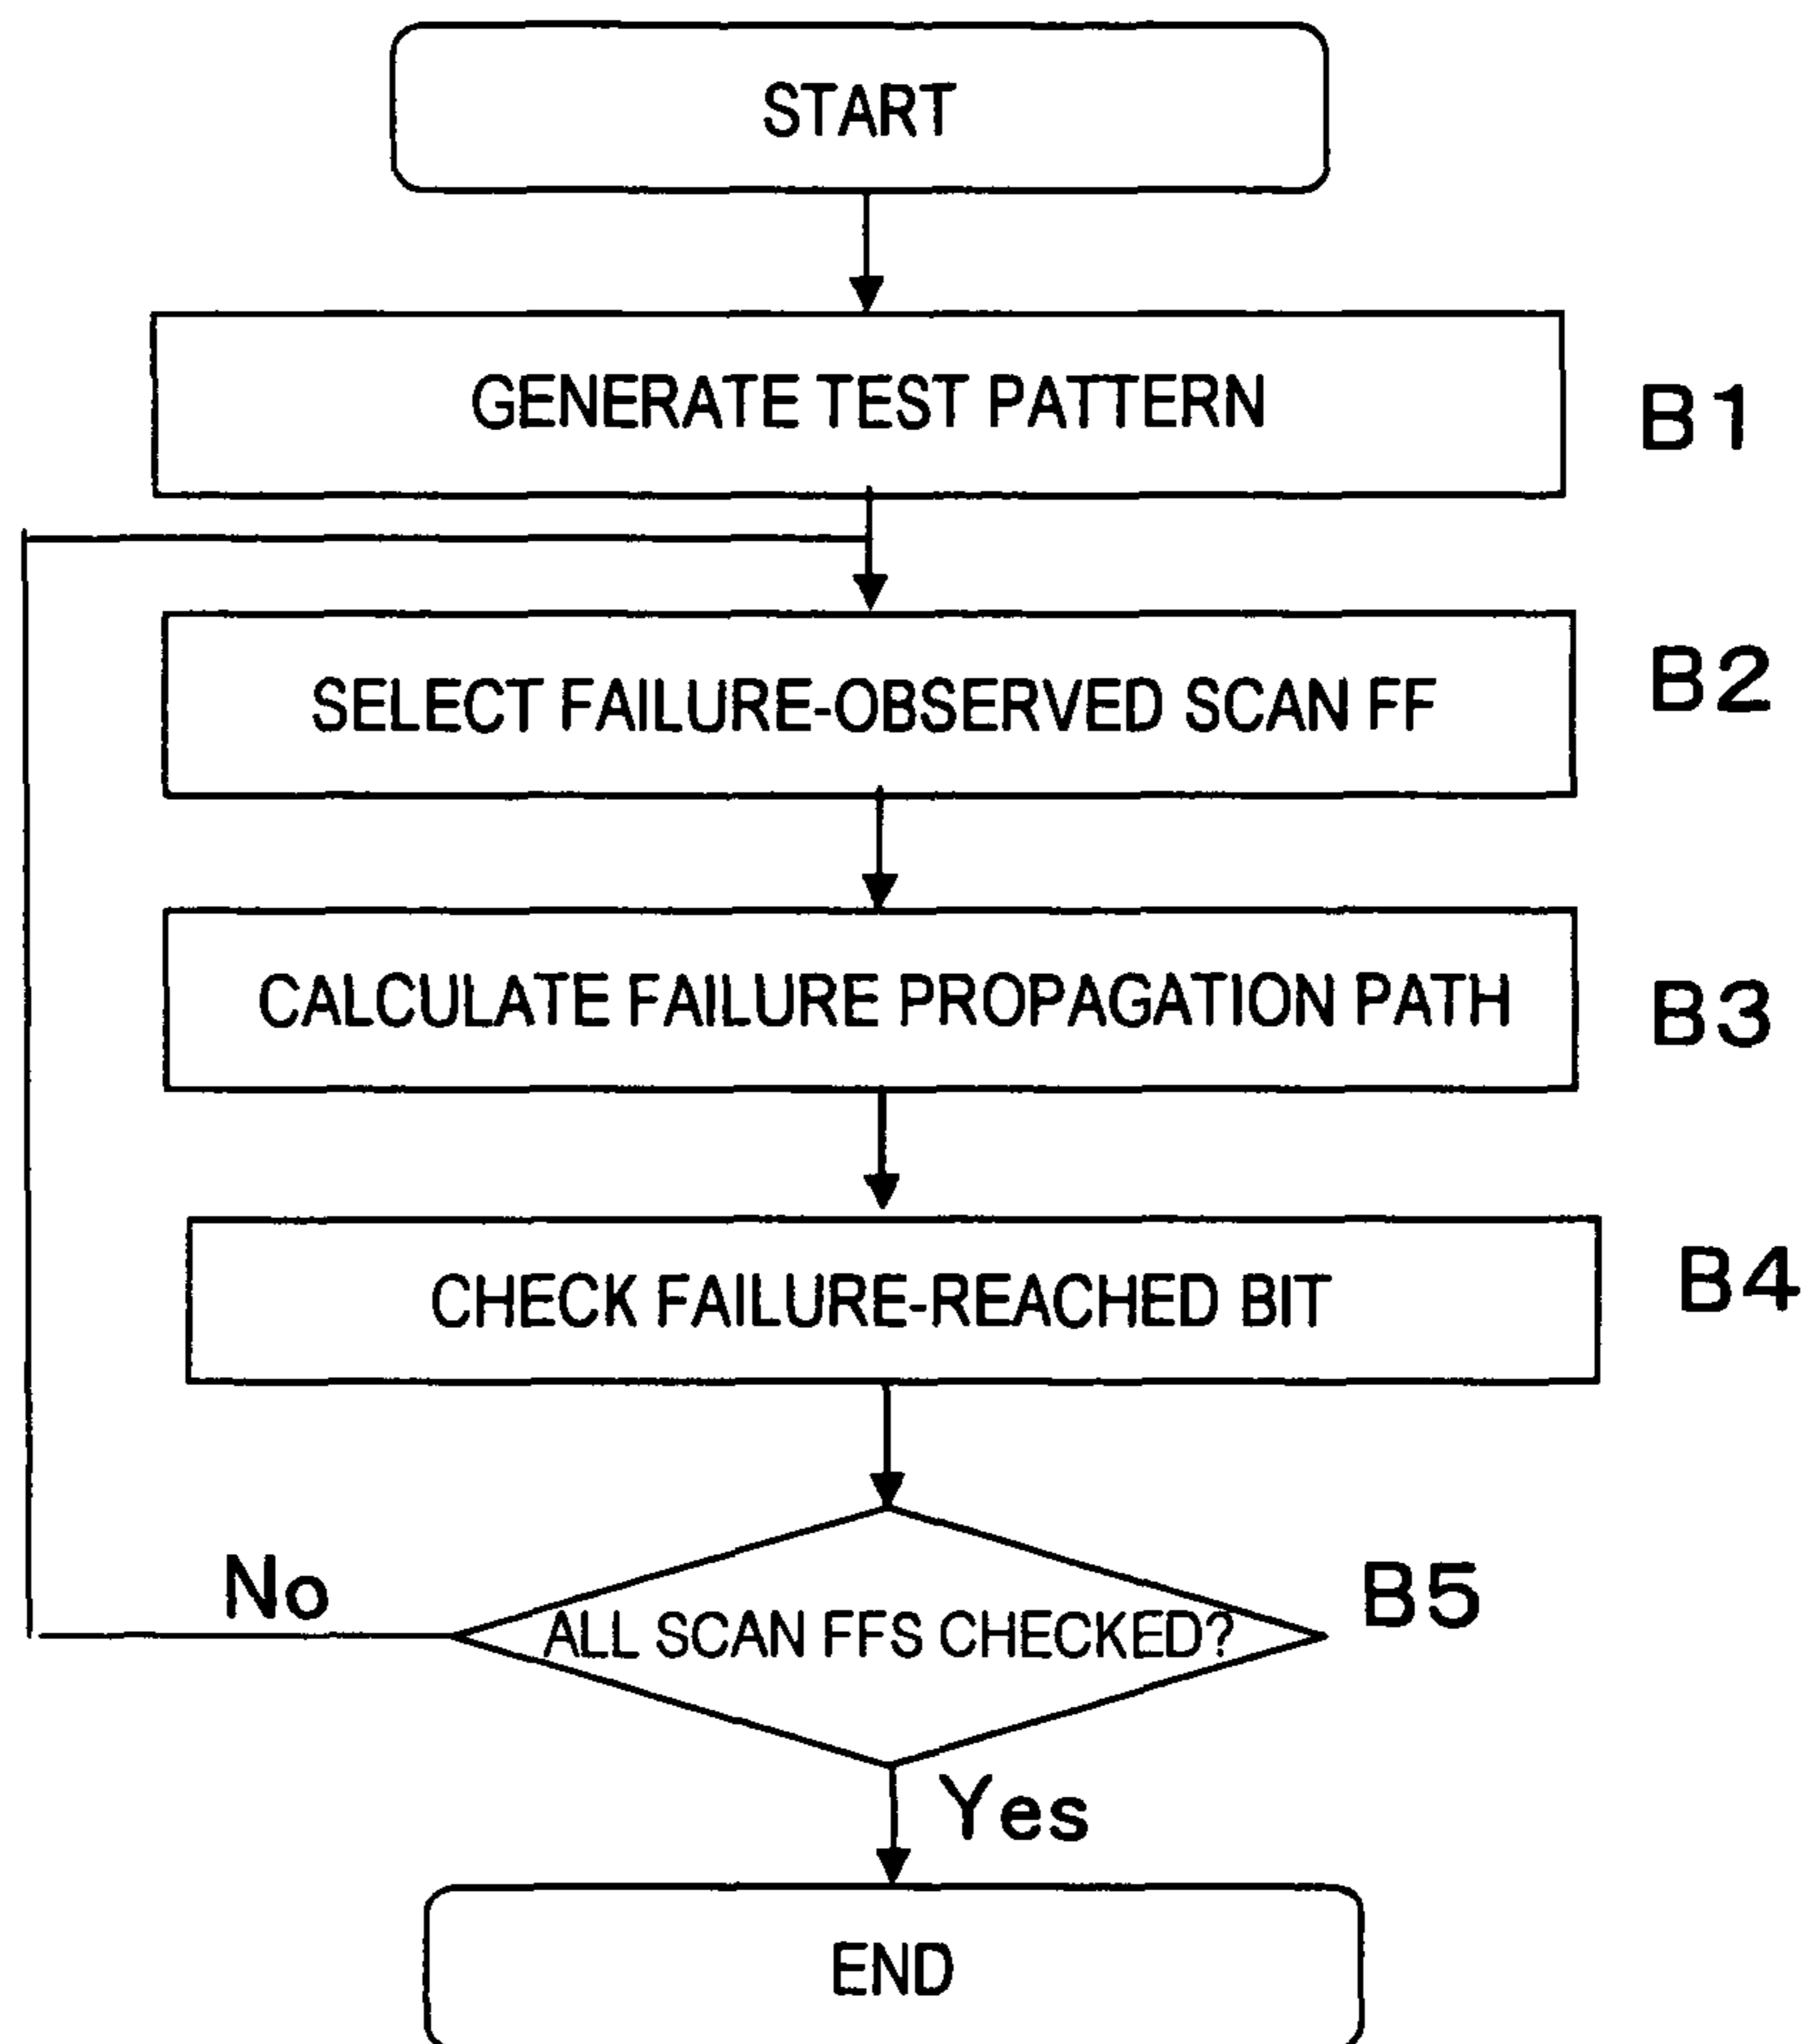 START
GENERATE TEST PATTERN
B1
SELECT FAILURE-OBSERVED SCAN FF
B2
CALCULATE FAILURE PROPAGATION PATH
B3
CHECK FAILURE-REACHED BIT
B4
ALL SCAN FFS CHECKED?
B5
No
Yes
END